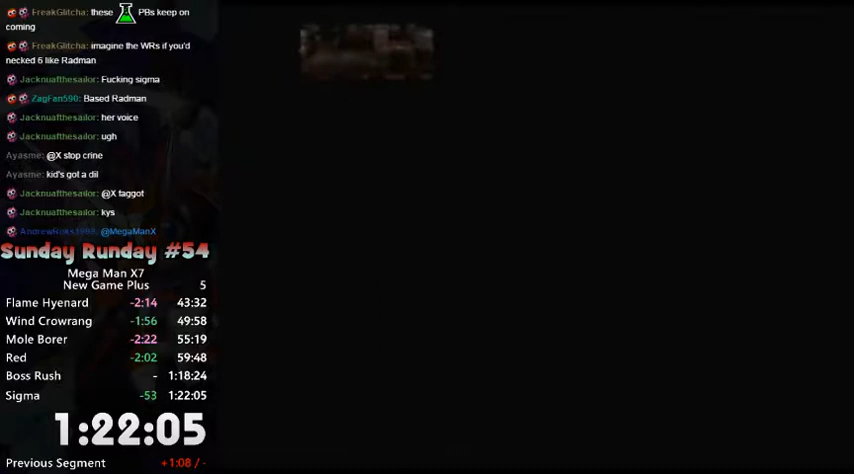 FreakGlitcha: these PBs keep on
coming
FreakGlitcha: imagine the WRs if you'd
necked 6 like Radman
Jacknuafthesailor: Fucking sigma
ZagFan590: Based Radman
Jacknuafthesailor: her voice
Jacknuafthesailor: ugh
Ayasme: @X stop crine
Ayasme: kid's got a dil
Jacknuafthesailor: @X faggot
Jacknuafthesailor: kys
@MegaManX
Sunday Runday #54
Mega Man X7
New Game Plus 5
Flame Hyenard -2:14 43:32
Wind Crowrang -1:56 49:58
Mole Borer -2:22 55:19
Red -2:02 59:48
Boss Rush - 1:18:24
Sigma -53 1:22:05
1:22:05
Previous Segment +1:08 / -